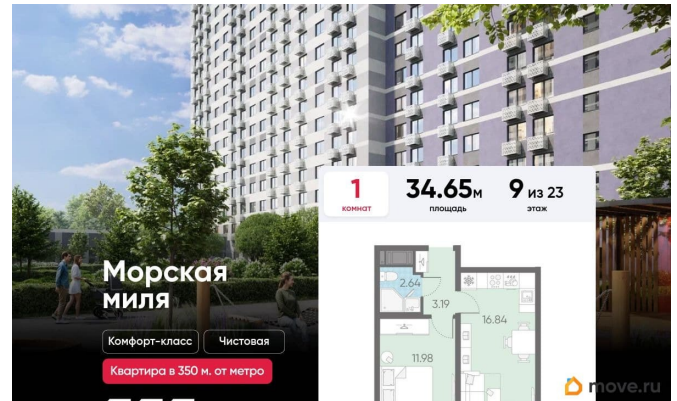 1
комнат
34.65м
площадь
9 из 23
этаж
Морская
миля
Комфорт-класс
Чистовая
Квартира в 350 м. от метро
2.64
3.19
16.84
11.98
move.ru